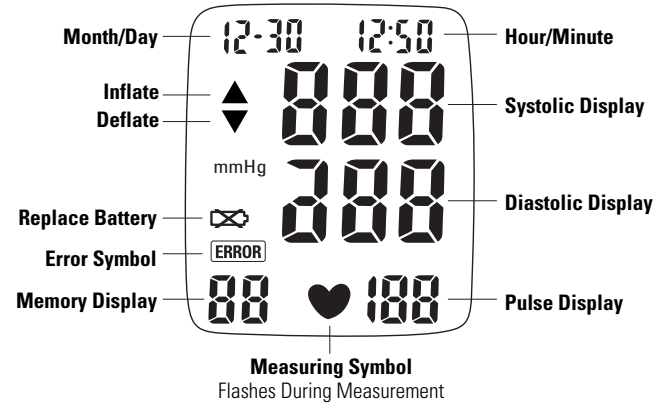 Month/Day 12-30 12:50 Hour/Minute
Inflate
Deflate
888 Systolic Display
mmHg
288 Diastolic Display
Replace Battery
Error Symbol ERROR
Memory Display 88 188 Pulse Display
Measuring Symbol
Flashes During Measurement